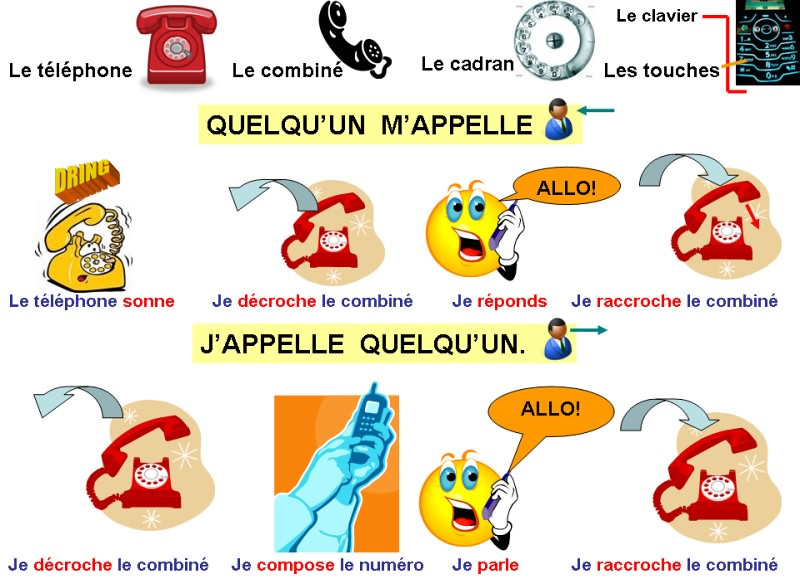 Le téléphone
Le combiné
Le cadran
Le clavier
Les touches
QUELQU'UN M'APPELLE
DRING
ALLO!
Le téléphone sonne
Je décroche le combiné
Je réponds
Je raccroche le combiné
J'APPELLE QUELQU'UN.
ALLO!
Je décroche le combiné
Je compose le numéro
Je parle
Je raccroche le combiné